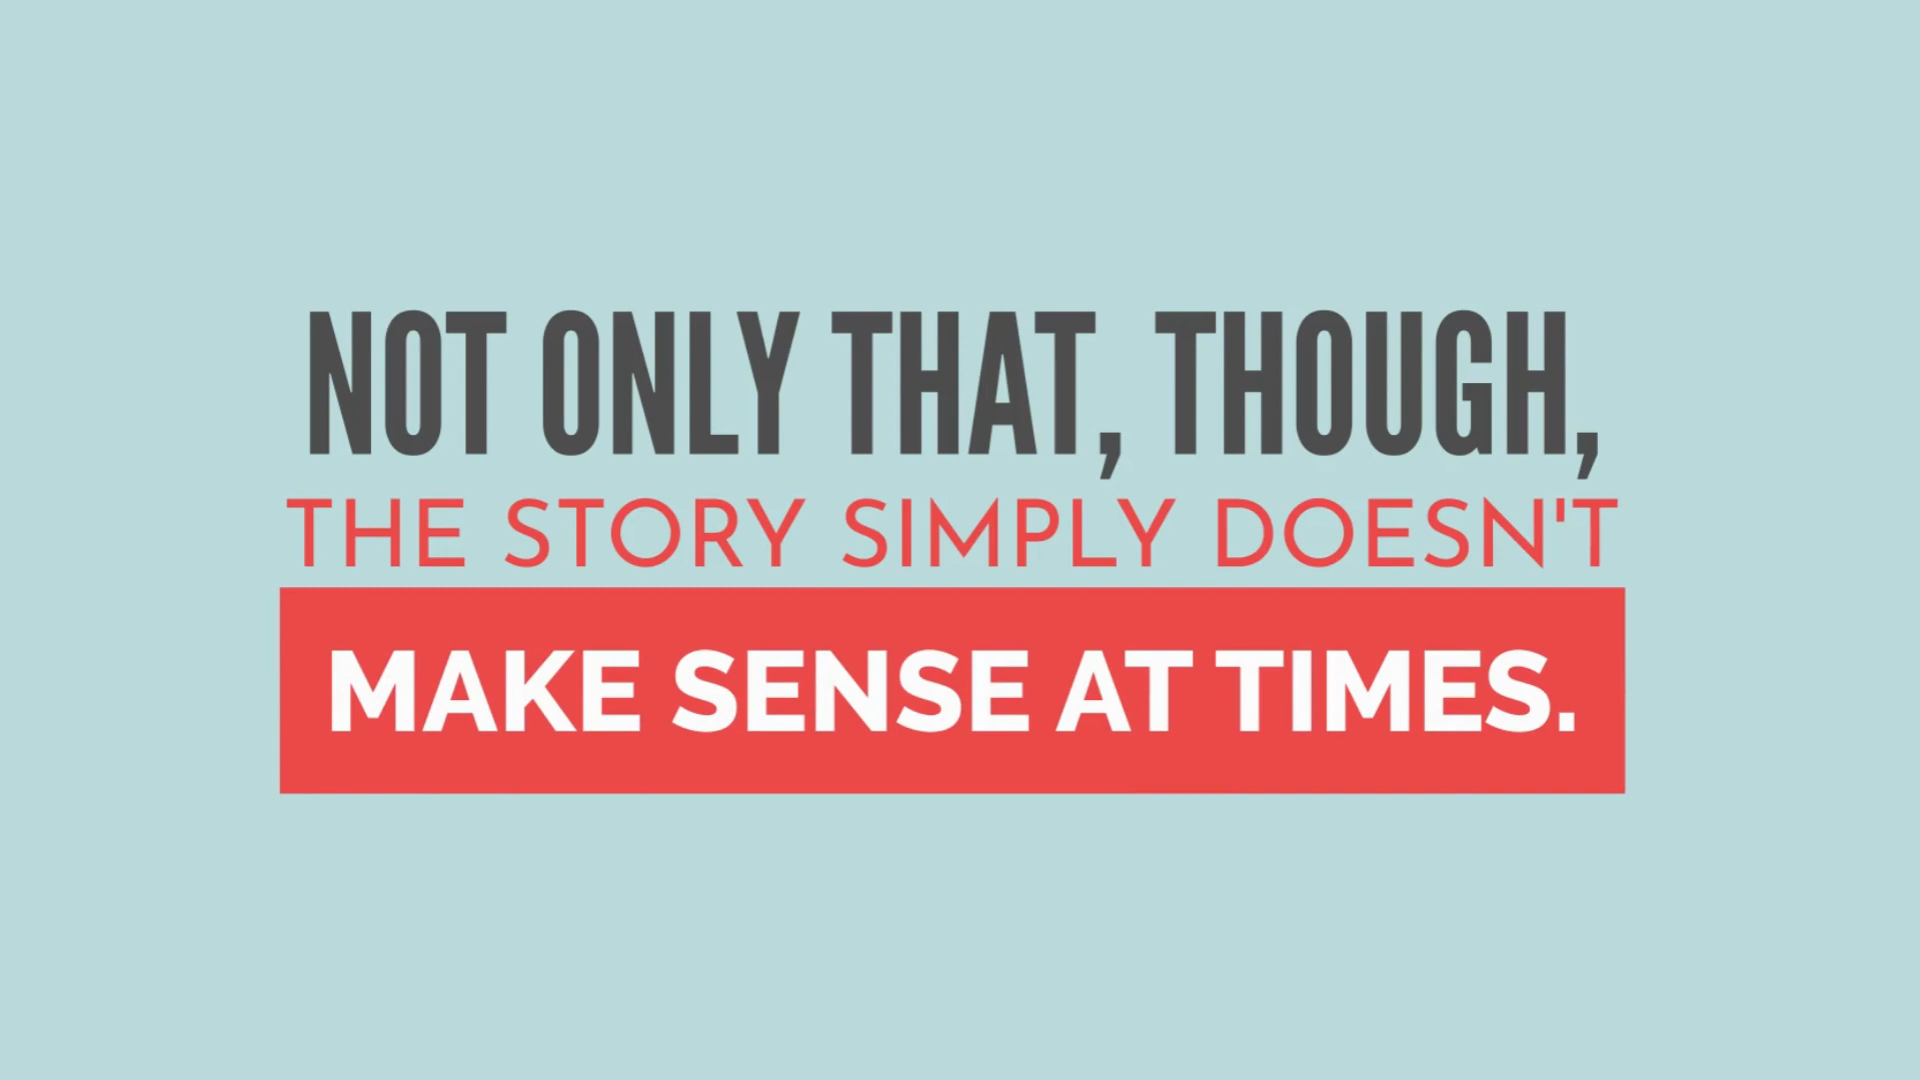 NOT ONLY THAT, THOUGH,
THE STORY SIMPLY DOESN'T
MAKE SENSE AT TIMES.